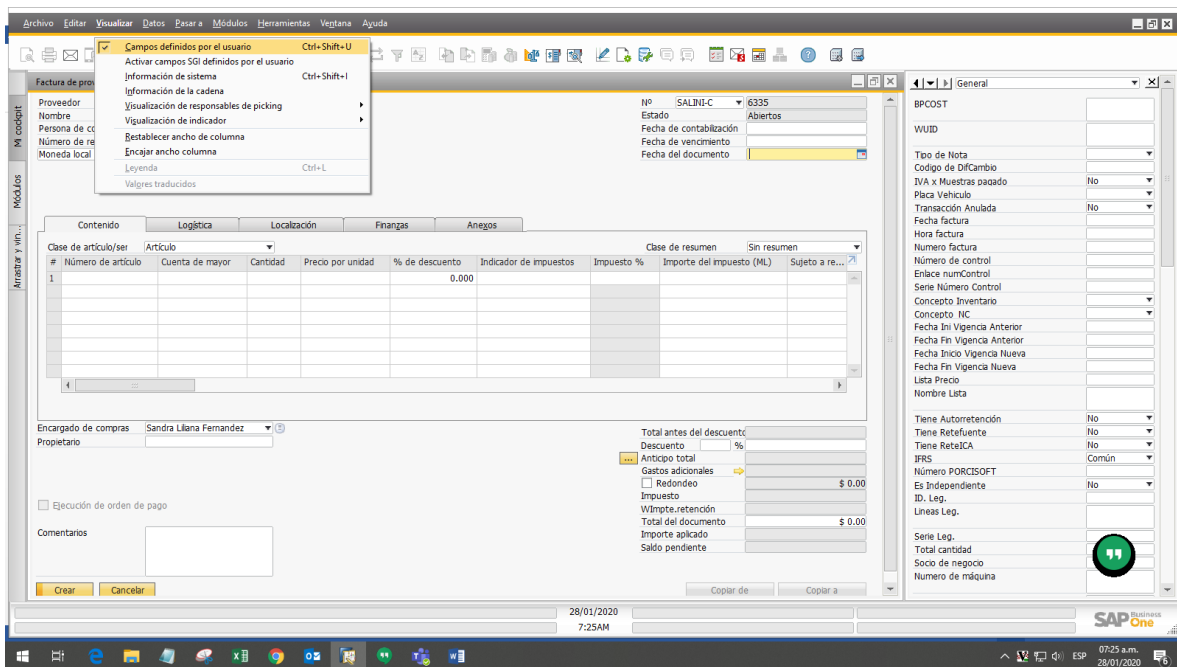 Archivo Editar Visualizar Datos Pasar a Módulos Herramientas Ventana Ayuda
Campos definidos por el usuario Ctrl+Shift+U
Activar campos SGI definidos por el usuario
Información de sistema Ctrl+Shift+I
Información de la cadena
Visualización de responsables de picking
Visualización de indicador
Restablecer ancho de columna
Encajar ancho columna
Leyenda Ctrl+L
Valores traducidos
Mi cockpit
Módulos
Arrastrar y vin...
Factura de prov
Proveedor
Nombre
Persona de co
Número de re
Moneda local
Nº SALINI-C 6335
Estado Abiertos
Fecha de contabilización
Fecha de vencimiento
Fecha del documento
Contenido Logística Localización Finanzas Anexos
Clase de artículo/ser Artículo Clase de resumen Sin resumen
# Número de artículo Cuenta de mayor Cantidad Precio por unidad % de descuento Indicador de impuestos Impuesto % Importe del impuesto (ML) Sujeto a re...
1 0.000
Encargado de compras Sandra Liliana Fernandez
Propietario
Ejecución de orden de pago
Comentarios
Total antes del descuento
Descuento %
... Anticipo total
Gastos adicionales
Redondeo $ 0.00
Impuesto
WImpte.retención
Total del documento $ 0.00
Importe aplicado
Saldo pendiente
Crear Cancelar Copiar de Copiar a
General
BPCOST
WUID
Tipo de Nota
Codigo de DifCambio
IVA x Muestras pagado No
Placa Vehiculo
Transacción Anulada No
Fecha factura
Hora factura
Numero factura
Número de control
Enlace numControl
Serie Número Control
Concepto Inventario
Concepto NC
Fecha Ini Vigencia Anterior
Fecha Fin Vigencia Anterior
Fecha Inicio Vigencia Nueva
Fecha Fin Vigencia Nueva
Lista Precio
Nombre Lista
Tiene Autorretención No
Tiene Retefuente No
Tiene ReteICA No
IFRS Común
Número PORCISOFT
Es Independiente No
ID. Leg.
Lineas Leg.
Serie Leg.
Total cantidad
Socio de negocio
Numero de máquina
28/01/2020
7:25AM
SAP Business One
ESP 07:25 a.m.
28/01/2020
6